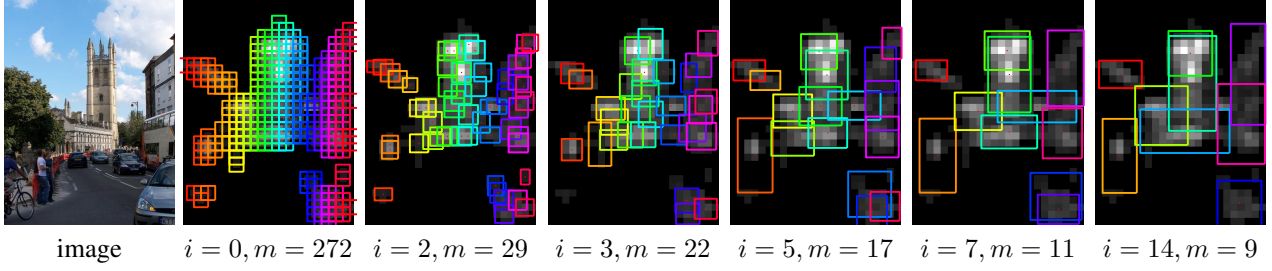 image
i = 0, m = 272
i = 2, m = 29
i = 3, m = 22
i = 5, m = 17
i = 7, m = 11
i = 14, m = 9